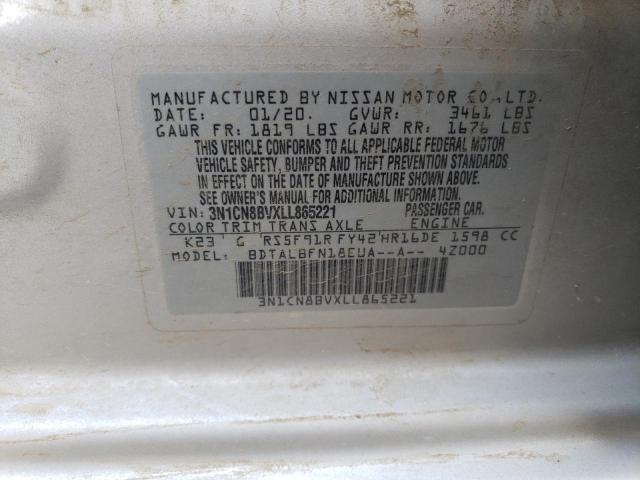 MANUFACTURED BY NISSAN MOTOR CO.,LTD.
DATE: 01/20. GVWR: 3461 LBS
GAWR FR: 1819 LBS GAWR RR: 1676 LBS
THIS VEHICLE CONFORMS TO ALL APPLICABLE FEDERAL MOTOR
VEHICLE SAFETY, BUMPER AND THEFT PREVENTION STANDARDS
IN EFFECT ON THE DATE OF MANUFACTURE SHOWN ABOVE.
SEE OWNER'S MANUAL FOR ADDITIONAL INFORMATION.
VIN: 3N1CN8BVXLL865221 PASSENGER CAR.
COLOR TRIM TRANS AXLE ENGINE
K23 G RS5F91R FY42 HR16DE 1598 CC
MODEL: BDTALBFN18EUA--A-- 4Z000
3N1CN8BVXLL865221